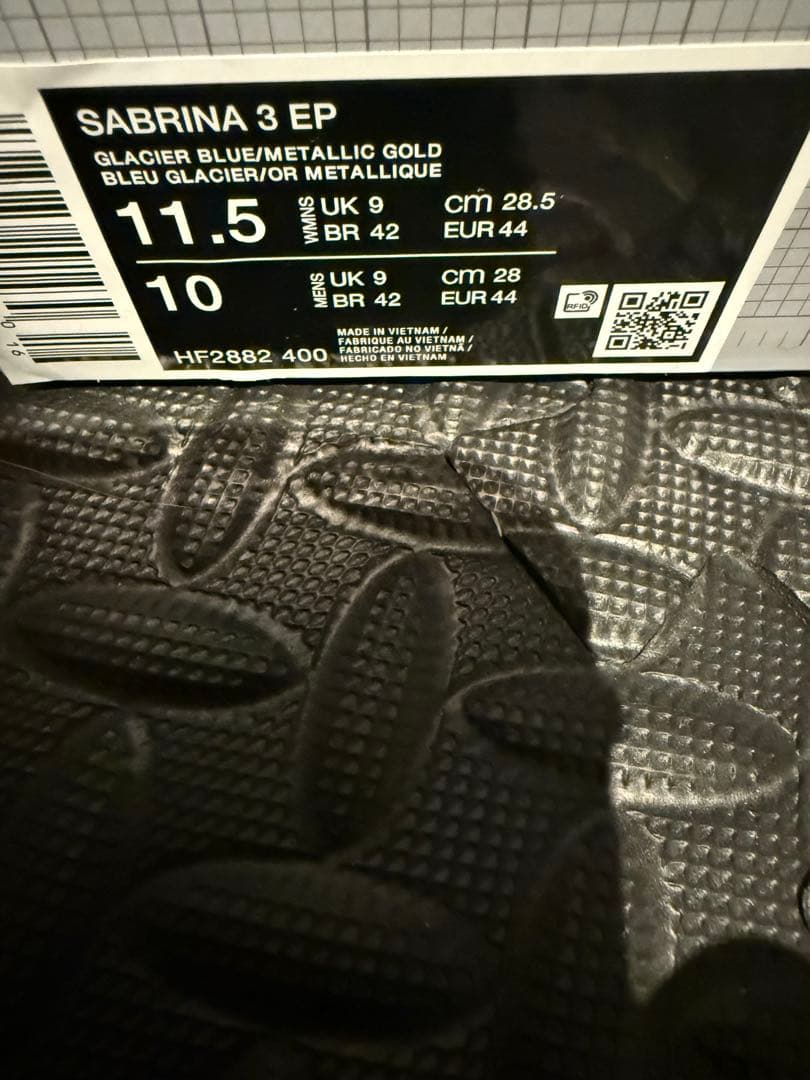 SABRINA 3 EP
GLACIER BLUE/METALLIC GOLD
BLEU GLACIER/OR METALLIQUE
11.5 WMNS UK 9 cm 28.5
BR 42 EUR 44
10 MENS UK 9 cm 28
BR 42 EUR 44
RFID
MADE IN VIETNAM /
FABRIQUE AU VIETNAM /
FABRICADO NO VIETNÃ /
HF2882 400 HECHO EN VIETNAM